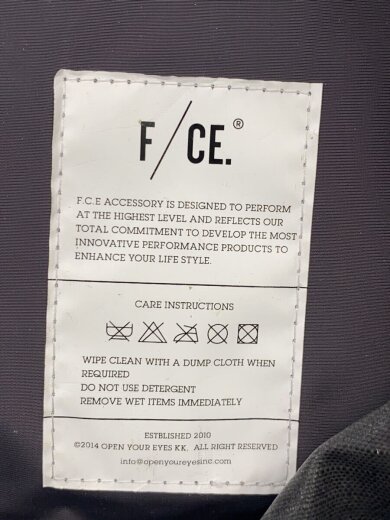 F/CE.®
F.C.E ACCESSORY IS DESIGNED TO PERFORM
AT THE HIGHEST LEVEL AND REFLECTS OUR
TOTAL COMMITMENT TO DEVELOP THE MOST
INNOVATIVE PERFORMANCE PRODUCTS TO
ENHANCE YOUR LIFE STYLE.
CARE INSTRUCTIONS
WIPE CLEAN WITH A DUMP CLOTH WHEN
REQUIRED
DO NOT USE DETERGENT
REMOVE WET ITEMS IMMEDIATELY
ESTBLISHED 2010
©2014 OPEN YOUR EYES KK. ALL RIGHT RESERVED
info@openyoureyesinc.com